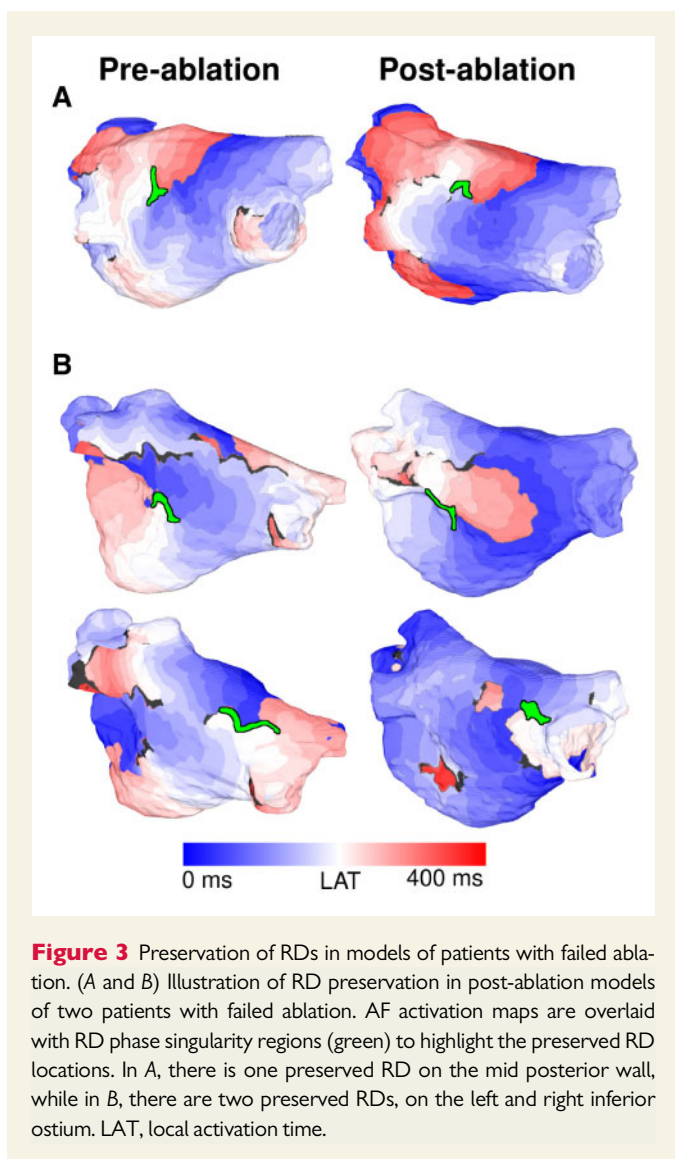 Pre-ablation Post-ablation
A
B
0 ms LAT 400 ms
Figure 3 Preservation of RDs in models of patients with failed abla-
tion. (A and B) Illustration of RD preservation in post-ablation models
of two patients with failed ablation. AF activation maps are overlaid
with RD phase singularity regions (green) to highlight the preserved RD
locations. In A, there is one preserved RD on the mid posterior wall,
while in B, there are two preserved RDs, on the left and right inferior
ostium. LAT, local activation time.